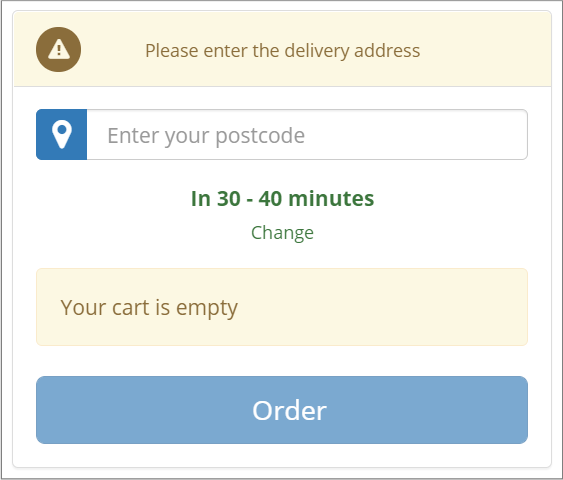 Please enter the delivery address
Enter your postcode
In 30 - 40 minutes
Change
Your cart is empty
Order